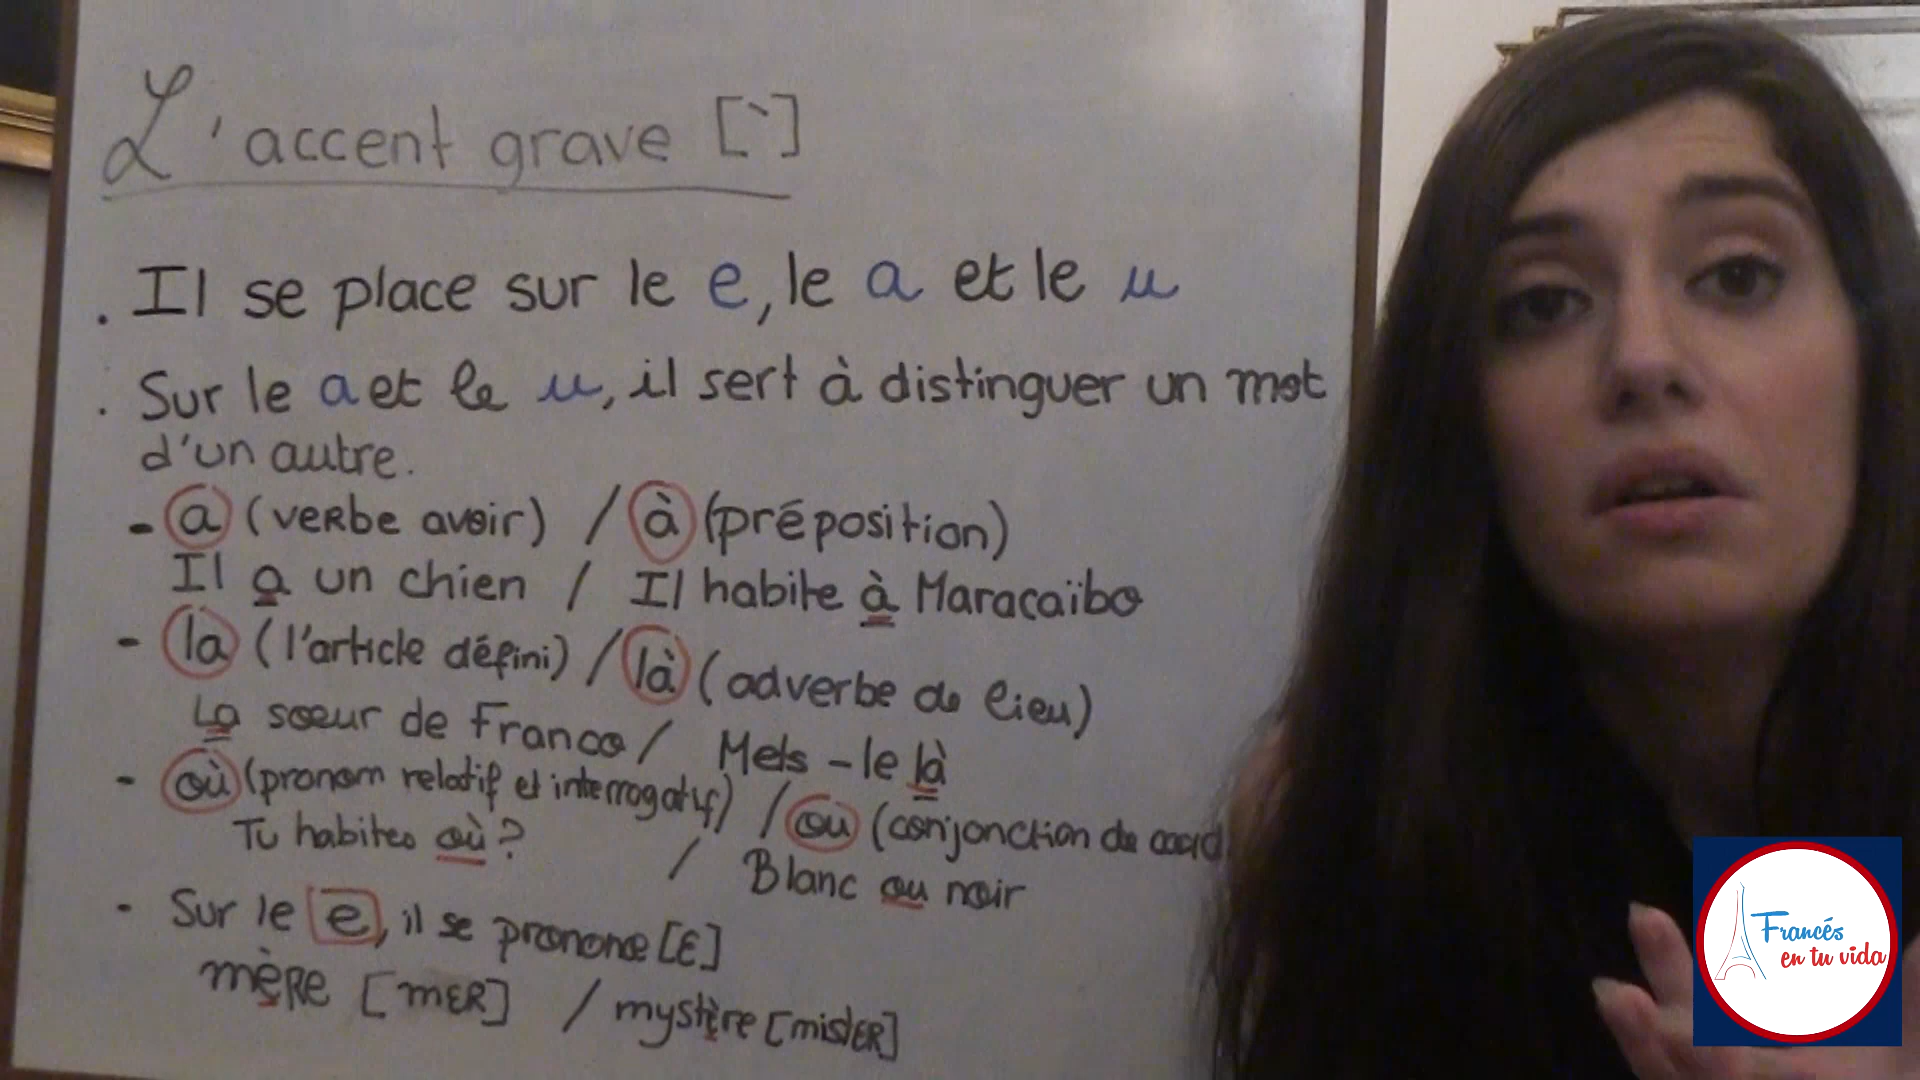 L'accent grave [`]
. Il se place sur le e, le a et le u
. Sur le a et le u, il sert à distinguer un mot
d'un autre.
- a (verbe avoir) / à (préposition)
Il a un chien / Il habite à Maracaïbo
- la (l'article défini) / là (adverbe de lieu)
La sœur de Franco / Mets-le là
- où (pronom relatif et interrogatif) / ou (conjonction de coord
Tu habites où ? / Blanc ou noir
- Sur le e, il se prononce [ɛ]
mère [mɛR] / mystère [mistɛR]
Francés
en tu vida